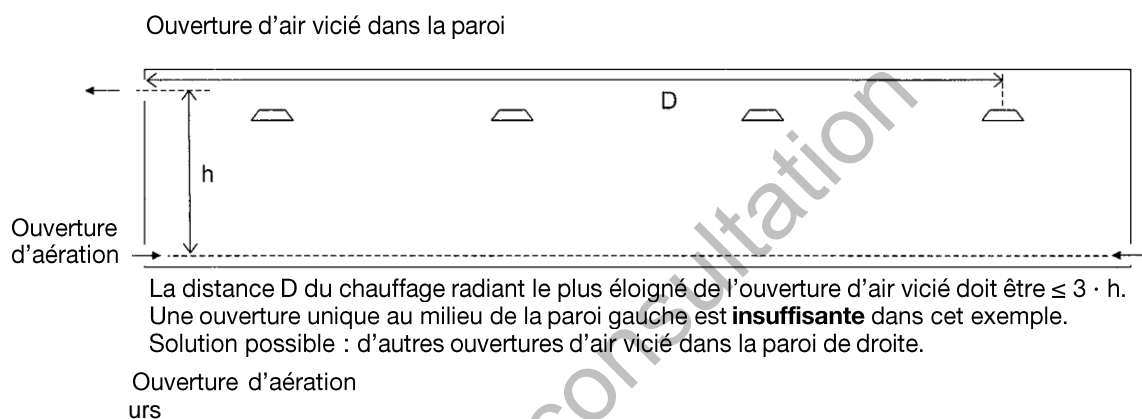 Ouverture d'air vicié dans la paroi
D
h
Ouverture
d'aération
La distance D du chauffage radiant le plus éloigné de l'ouverture d'air vicié doit être ≤ 3 · h.
Une ouverture unique au milieu de la paroi gauche est insuffisante dans cet exemple.
Solution possible : d'autres ouvertures d'air vicié dans la paroi de droite.
Ouverture d'aération
urs
consultation